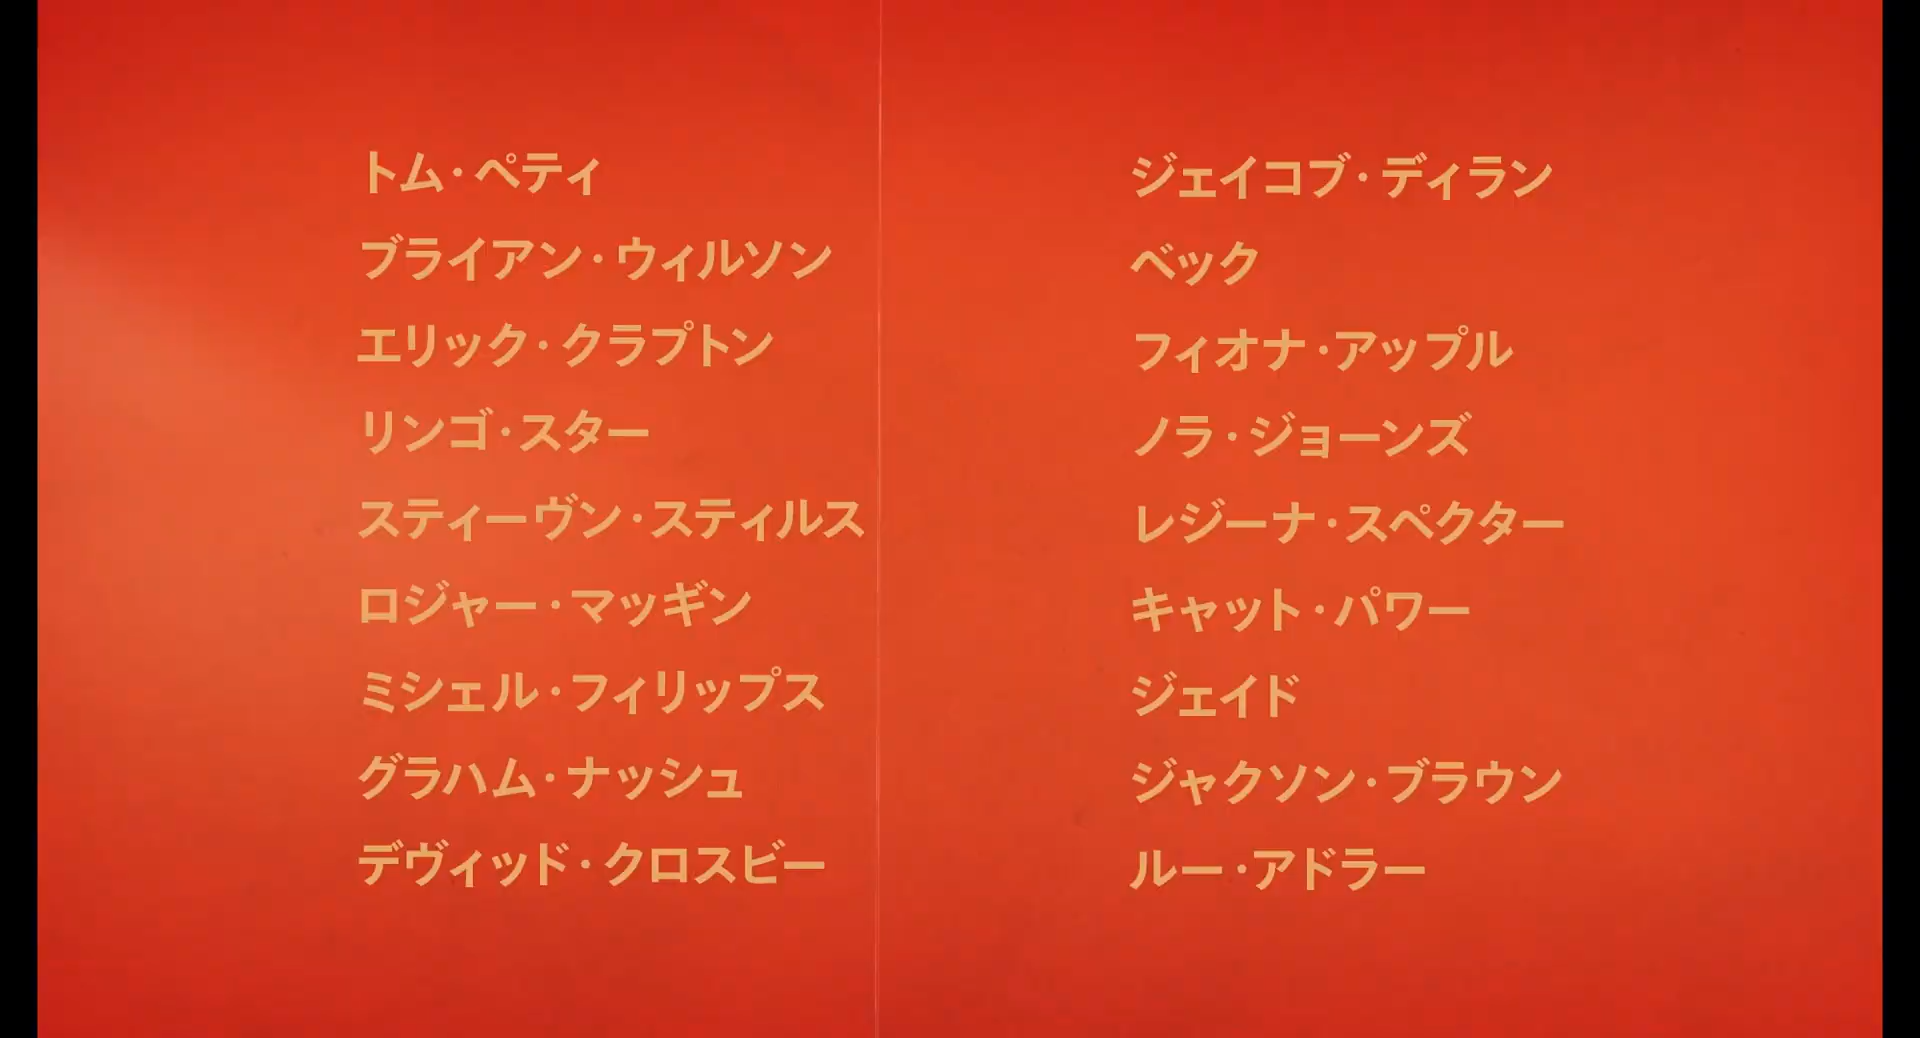 トム・ペティ
ブライアン・ウィルソン
エリック・クラプトン
リンゴ・スター
スティーヴン・スティルス
ロジャー・マッギン
ミシェル・フィリップス
グラハム・ナッシュ
デヴィッド・クロスビー
ジェイコブ・ディラン
ベック
フィオナ・アップル
ノラ・ジョーンズ
レジーナ・スペクター
キャット・パワー
ジェイド
ジャクソン・ブラウン
ルー・アドラー